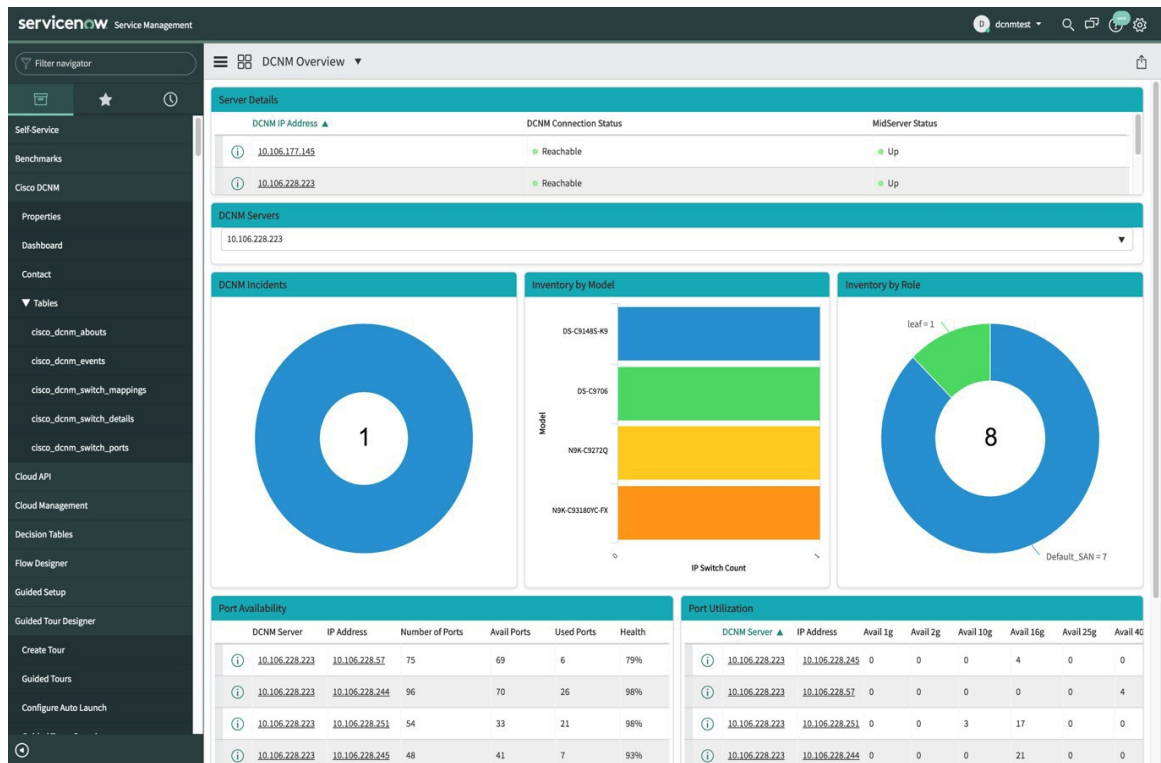 servicenow Service Management
dcnmtest
Filter navigator
Self-Service
Benchmarks
Cisco DCNM
Properties
Dashboard
Contact
Tables
cisco_dcnm_abouts
cisco_dcnm_events
cisco_dcnm_switch_mappings
cisco_dcnm_switch_details
cisco_dcnm_switch_ports
Cloud API
Cloud Management
Decision Tables
Flow Designer
Guided Setup
Guided Tour Designer
Create Tour
Guided Tours
Configure Auto Launch
DCNM Overview
Server Details
DCNM IP Address DCNM Connection Status MidServer Status
10.106.177.145 Reachable Up
10.106.228.223 Reachable Up
DCNM Servers
10.106.228.223
DCNM Incidents
1
Inventory by Model
Model
DS-C9148S-K9
DS-C9706
N9K-C9272Q
N9K-C93180YC-FX
0 1
IP Switch Count
Inventory by Role
leaf = 1
8
Default_SAN = 7
Port Availability
DCNM Server IP Address Number of Ports Avail Ports Used Ports Health
10.106.228.223 10.106.228.57 75 69 6 79%
10.106.228.223 10.106.228.244 96 70 26 98%
10.106.228.223 10.106.228.251 54 33 21 98%
10.106.228.223 10.106.228.245 48 41 7 93%
Port Utilization
DCNM Server IP Address Avail 1g Avail 2g Avail 10g Avail 16g Avail 25g Avail 40
10.106.228.223 10.106.228.245 0 0 0 4 0 0
10.106.228.223 10.106.228.57 0 0 0 0 0 4
10.106.228.223 10.106.228.251 0 0 3 17 0 0
10.106.228.223 10.106.228.244 0 0 0 21 0 0